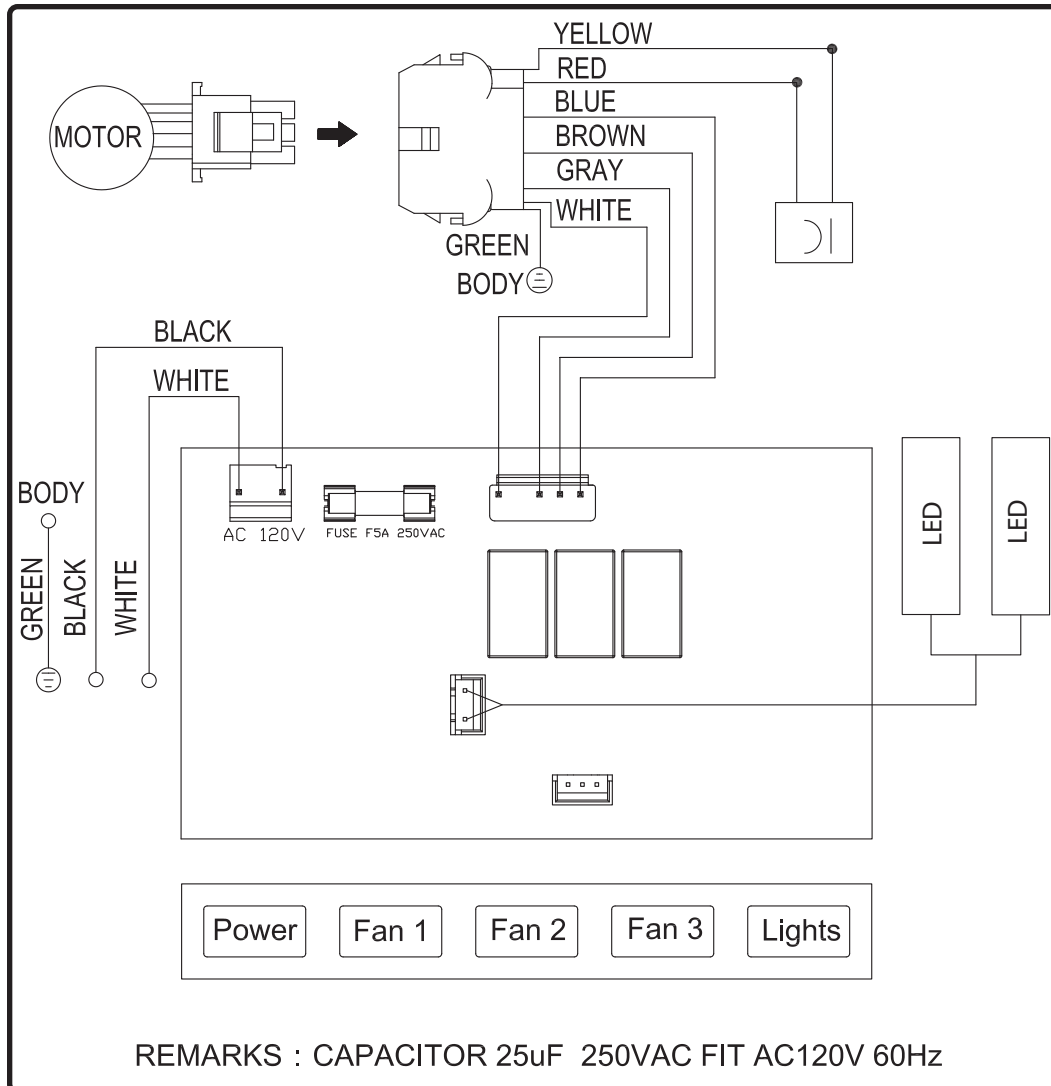 YELLOW
RED
BLUE
BROWN
GRAY
WHITE
MOTOR
GREEN
BODY
BLACK
WHITE
BODY
GREEN
BLACK
WHITE
AC 120V
FUSE F5A 250VAC
LED
LED
Power
Fan 1
Fan 2
Fan 3
Lights
REMARKS : CAPACITOR 25uF 250VAC FIT AC120V 60Hz